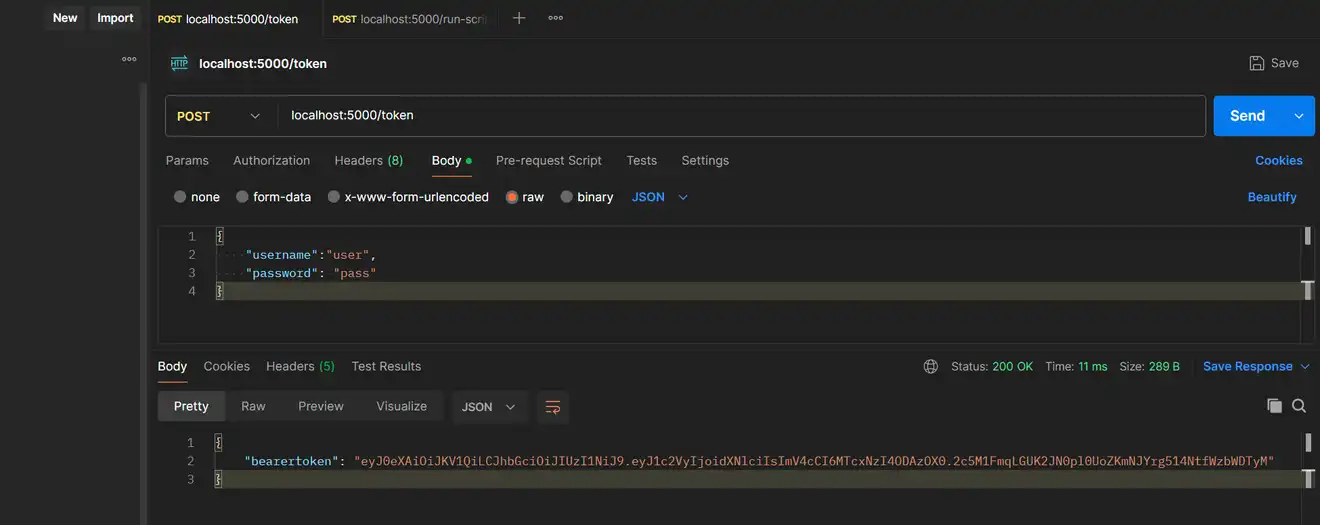 New Import POST localhost:5000/token POST localhost:5000/run-scri
HTTP localhost:5000/token Save
POST localhost:5000/token Send
Params Authorization Headers (8) Body Pre-request Script Tests Settings Cookies
none form-data x-www-form-urlencoded raw binary JSON Beautify
1 {
2 "username":"user",
3 "password": "pass"
4 }
Body Cookies Headers (5) Test Results Status: 200 OK Time: 11 ms Size: 289 B Save Response
Pretty Raw Preview Visualize JSON
1 {
2 "bearertoken": "eyJ0eXAiOiJKV1QiLCJhbGciOiJIUzI1NiJ9.eyJ1c2VyIjoidXNlciIsImV4cCI6MTcxNzI4ODAzOX0.2c5M1FmqLGUK2JN0pl0UoZKmNJYrg514NtfWzbWDTyM"
3 }